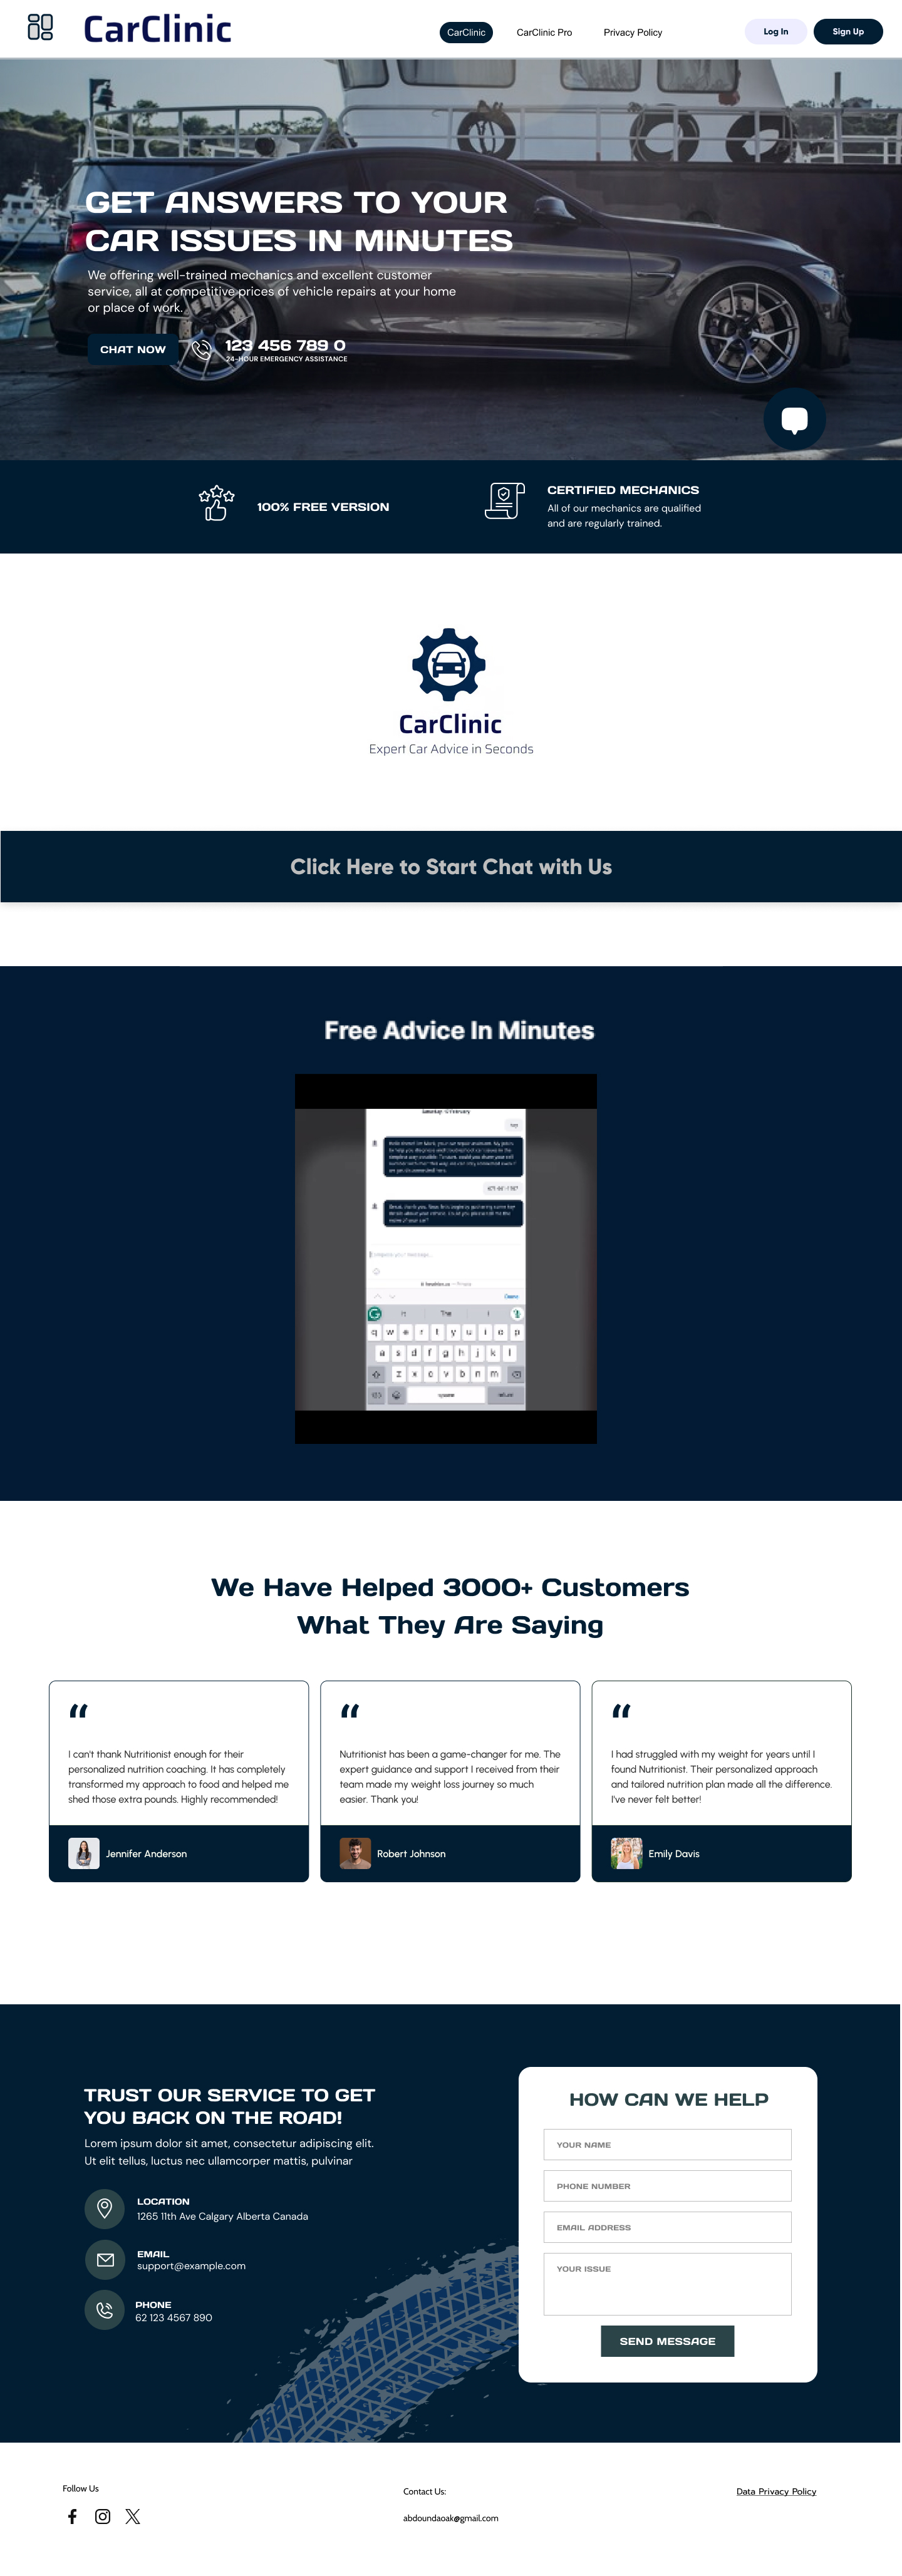 CarClinic
CarClinic
CarClinic Pro
Privacy Policy
Log In
Sign Up
GET ANSWERS TO YOUR
CAR ISSUES IN MINUTES
We offering well-trained mechanics and excellent customer
service, all at competitive prices of vehicle repairs at your home
or place of work.
CHAT NOW
123 456 789 0
24-HOUR EMERGENCY ASSISTANCE
100% FREE VERSION
CERTIFIED MECHANICS
All of our mechanics are qualified
and are regularly trained.
CarClinic
Expert Car Advice in Seconds
Click Here to Start Chat with Us
Free Advice In Minutes
q w e r t y u i o p
a s d f g h j k l
z x c v b n m
space
We Have Helped 3000+ Customers
What They Are Saying
“
I can't thank Nutritionist enough for their
personalized nutrition coaching. It has completely
transformed my approach to food and helped me
shed those extra pounds. Highly recommended!
Jennifer Anderson
“
Nutritionist has been a game-changer for me. The
expert guidance and support I received from their
team made my weight loss journey so much
easier. Thank you!
Robert Johnson
“
I had struggled with my weight for years until I
found Nutritionist. Their personalized approach
and tailored nutrition plan made all the difference.
I've never felt better!
Emily Davis
TRUST OUR SERVICE TO GET
YOU BACK ON THE ROAD!
Lorem ipsum dolor sit amet, consectetur adipiscing elit.
Ut elit tellus, luctus nec ullamcorper mattis, pulvinar
LOCATION
1265 11th Ave Calgary Alberta Canada
EMAIL
support@example.com
PHONE
62 123 4567 890
HOW CAN WE HELP
YOUR NAME
PHONE NUMBER
EMAIL ADDRESS
YOUR ISSUE
SEND MESSAGE
Follow Us
Contact Us:
abdoundaoak@gmail.com
Data Privacy Policy